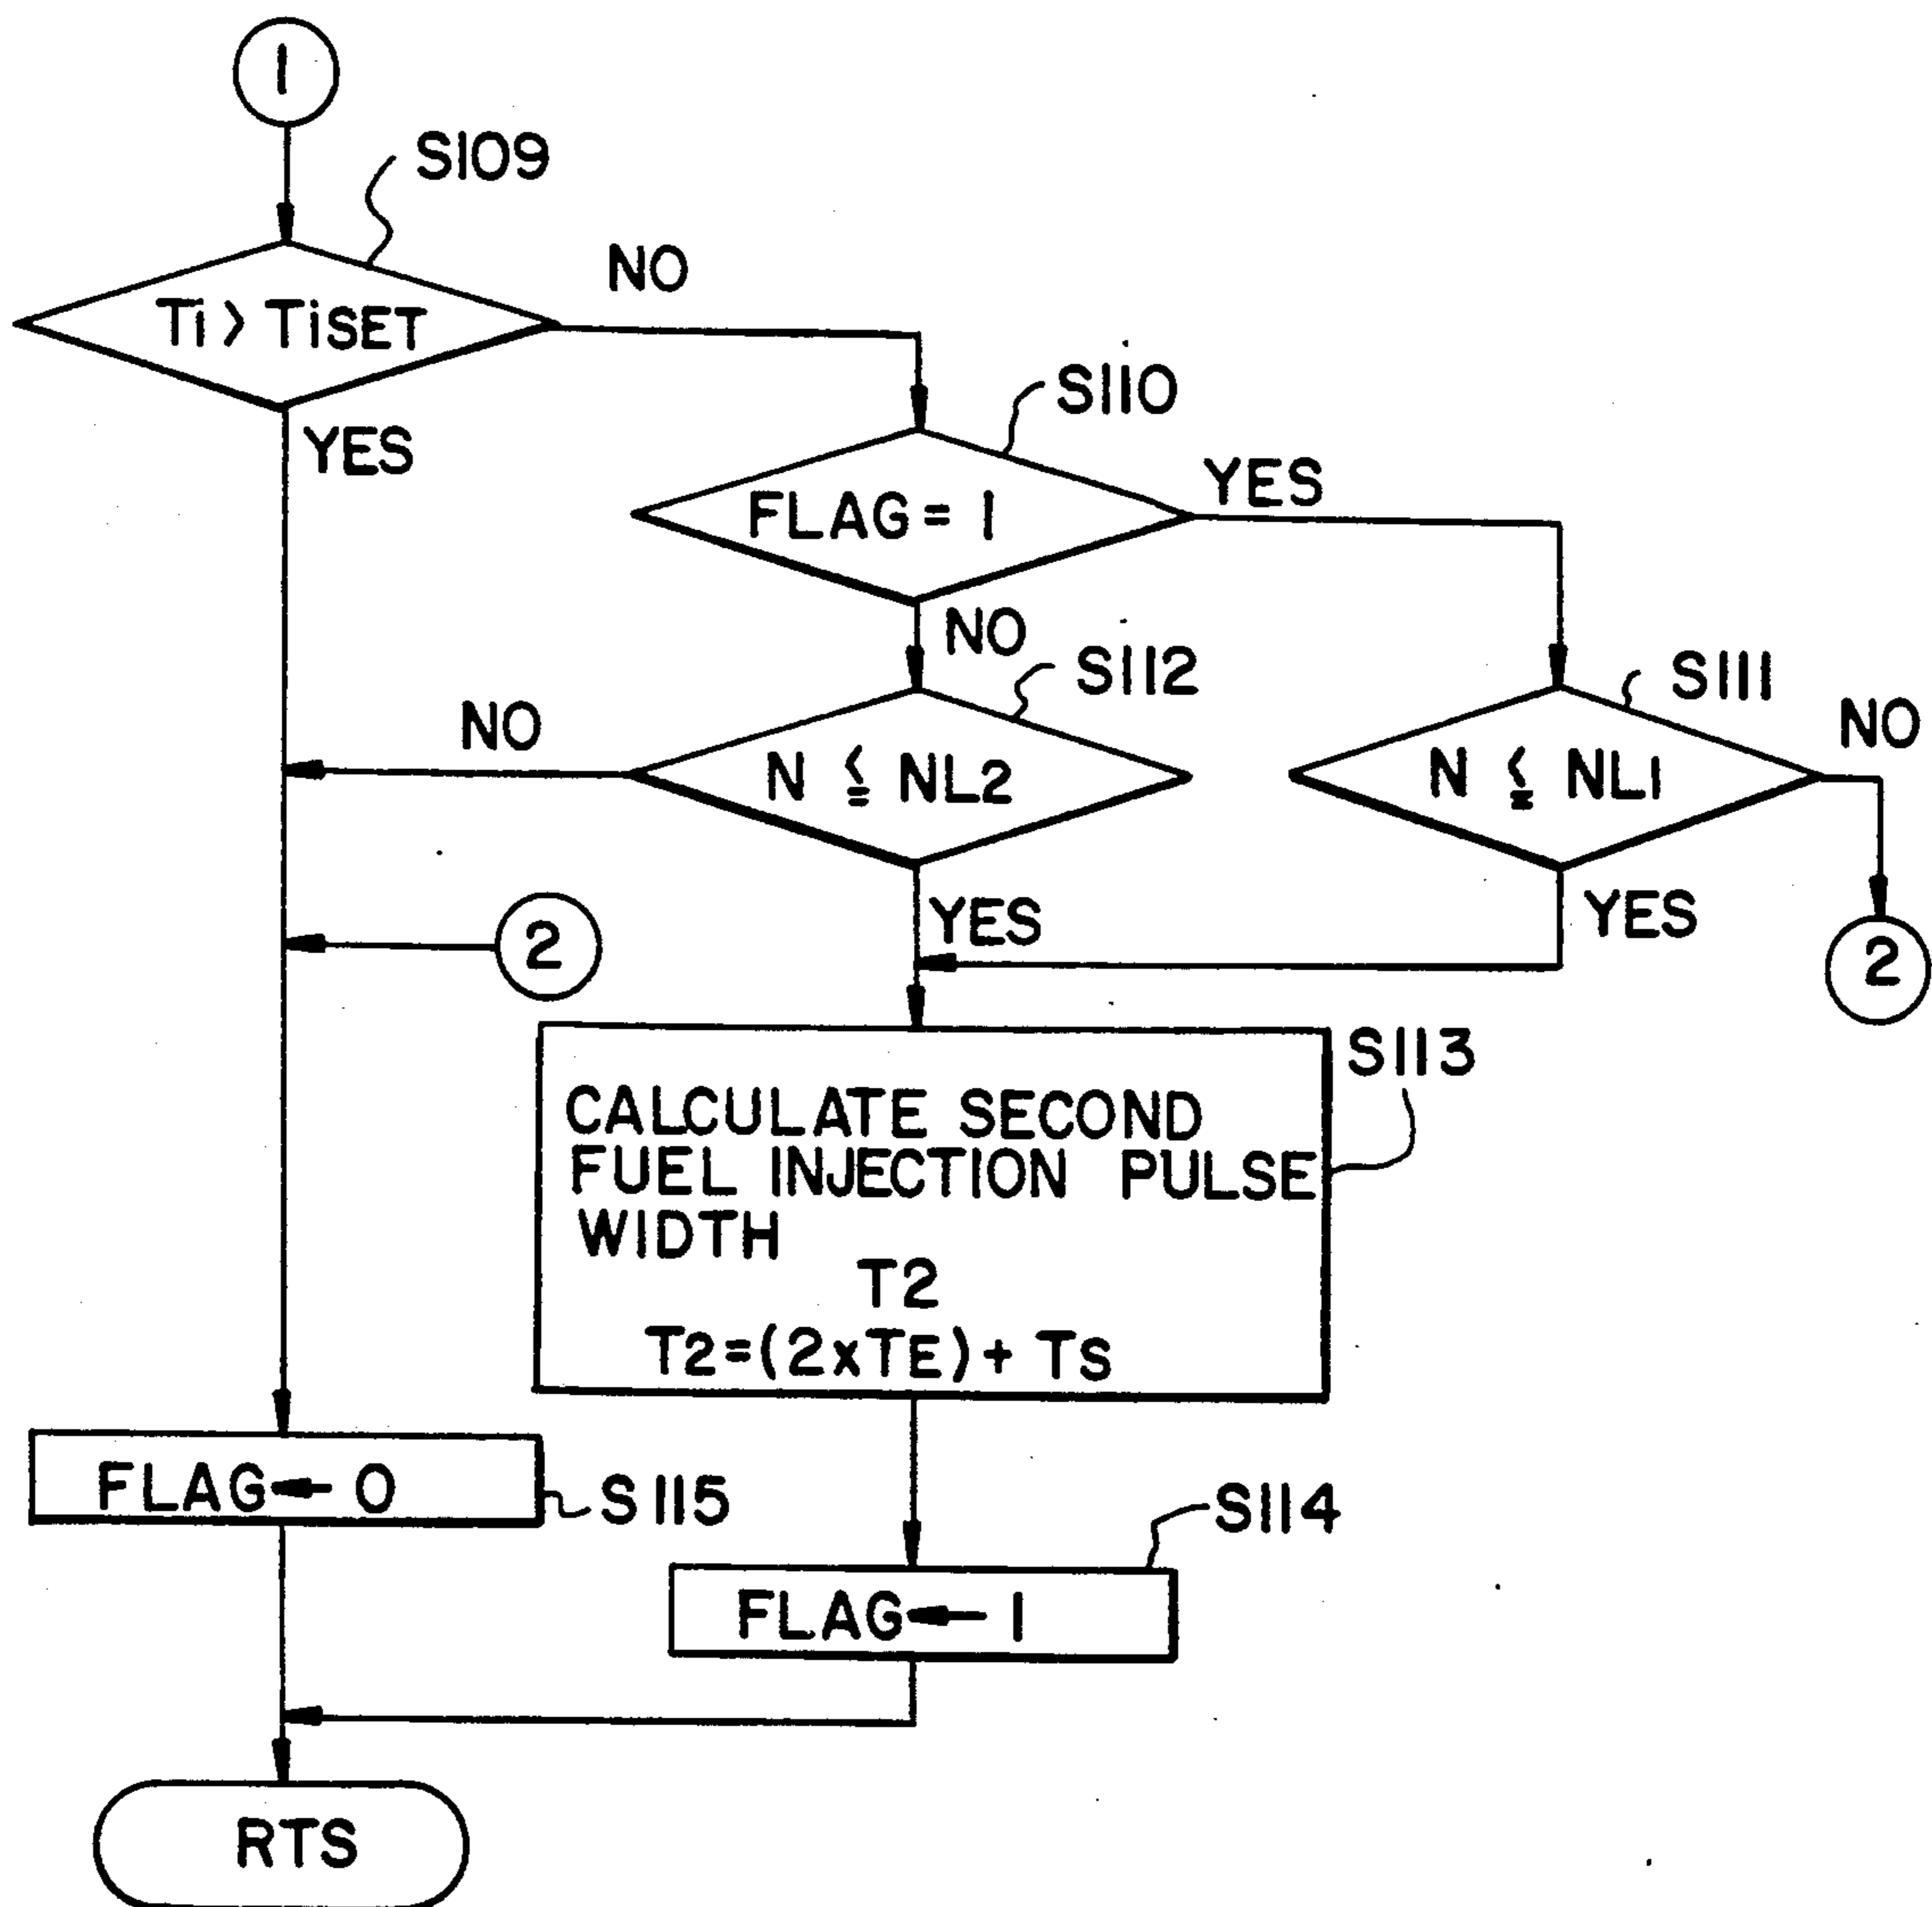 1
S109
NO
Ti > TiSET
YES
S110
FLAG = 1
YES
NO
S112
S111
NO
N ≦ NL2
N ≦ NL1
NO
YES
YES
2
2
S113
CALCULATE SECOND
FUEL INJECTION PULSE
WIDTH
T2
T2=(2xTE)+ Ts
FLAG← 0
S115
S114
FLAG← 1
RTS